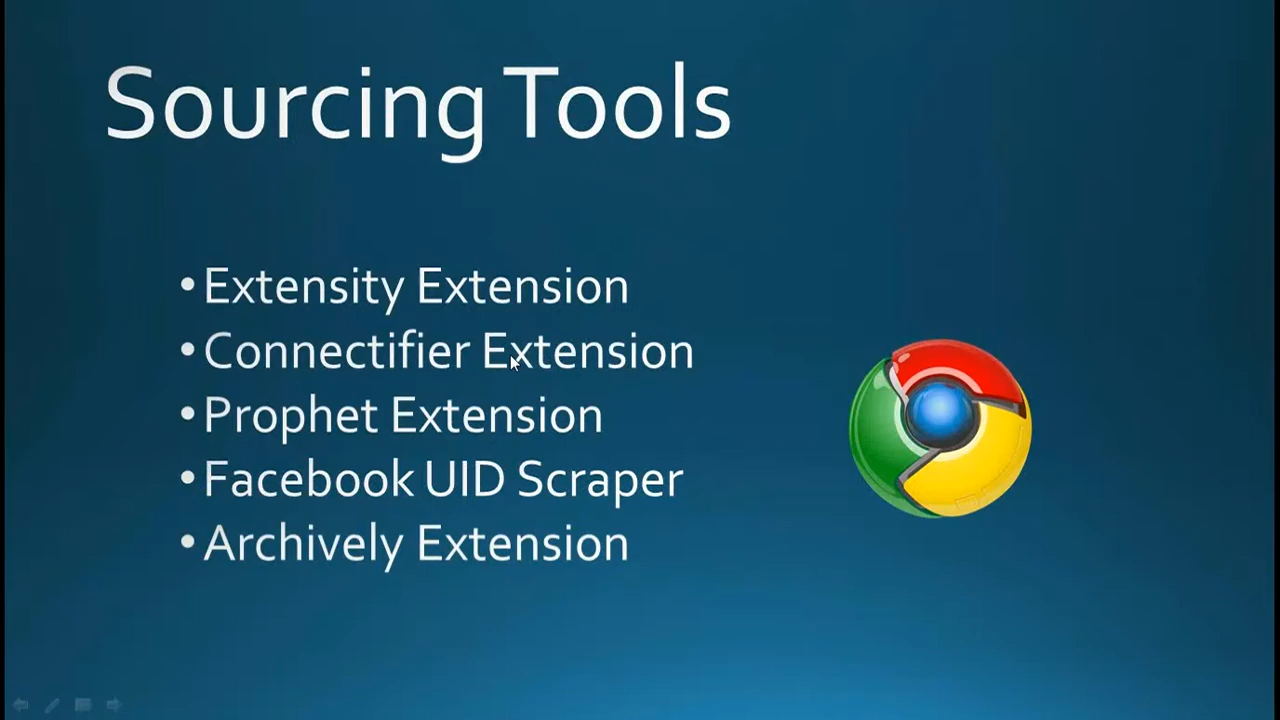 Sourcing Tools
•Extensity Extension
•Connectifier Extension
•Prophet Extension
•Facebook UID Scraper
•Archively Extension